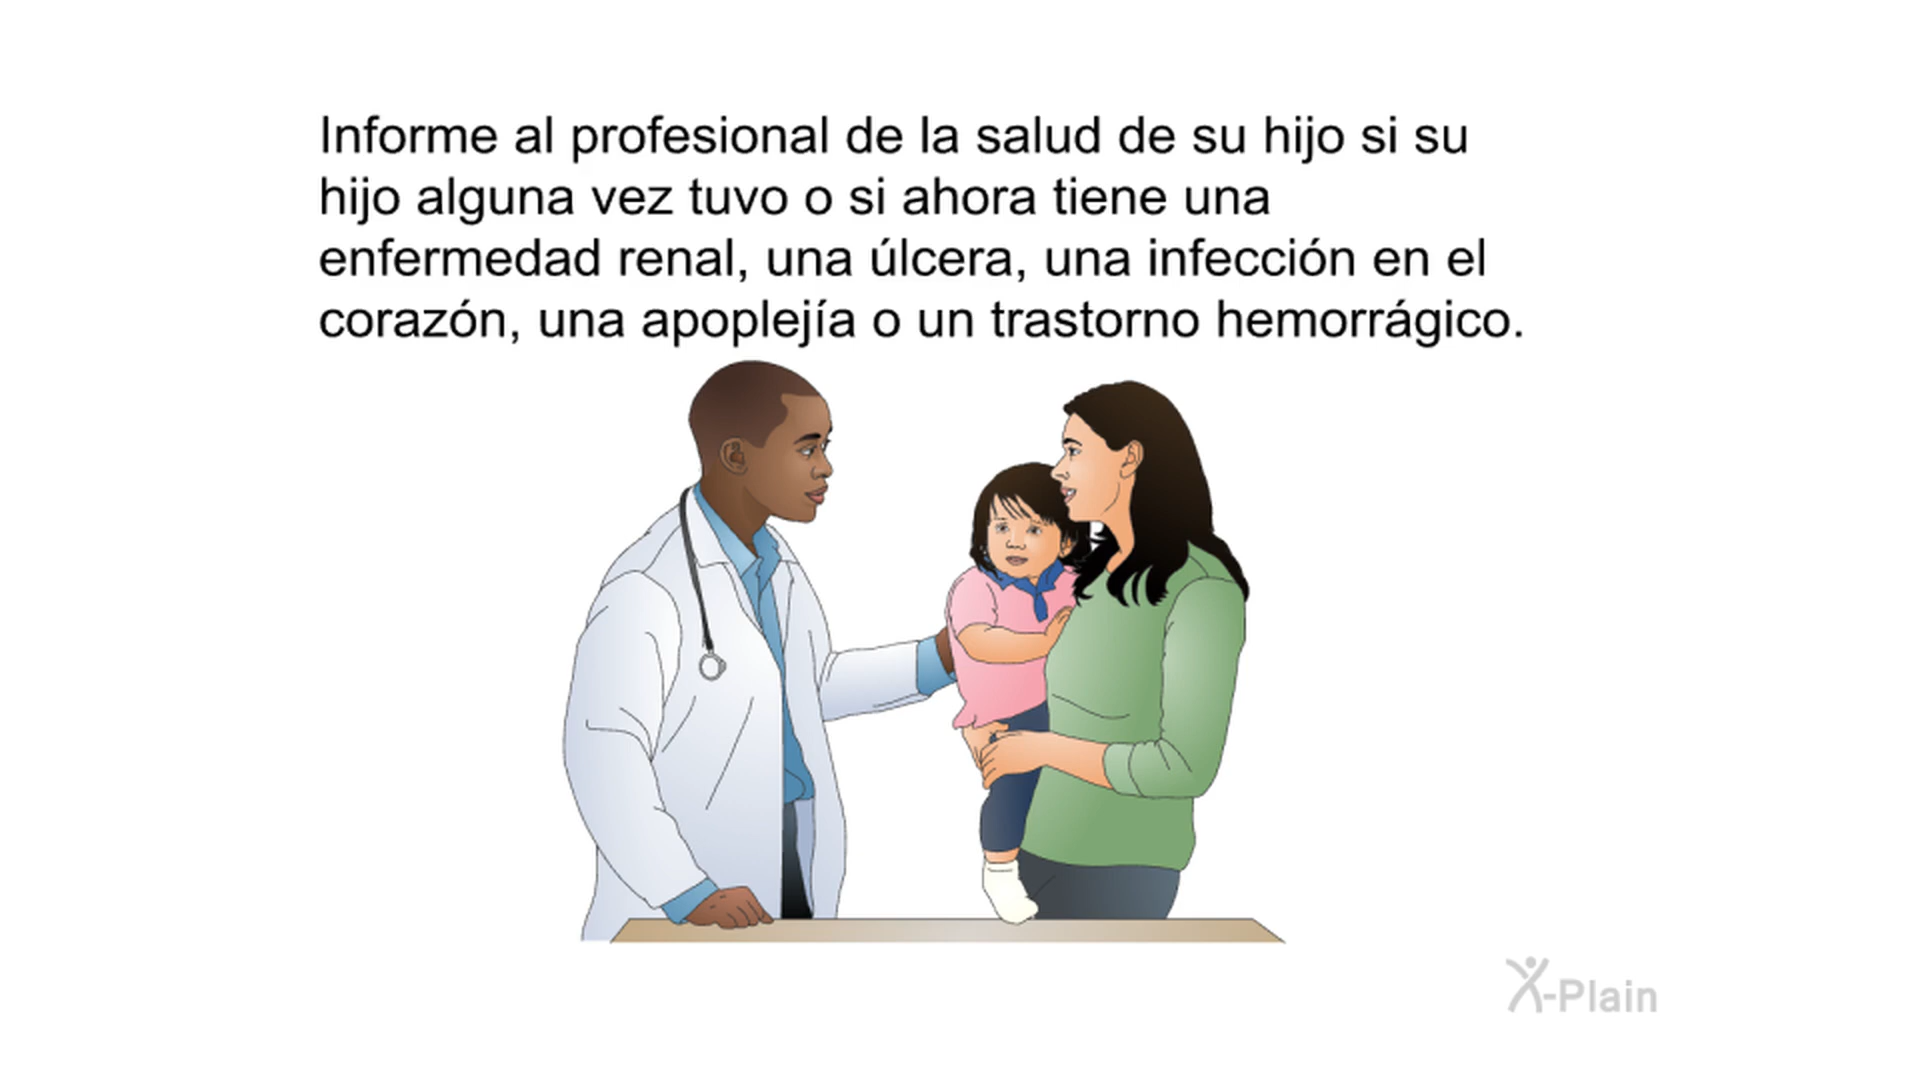 Informe al profesional de la salud de su hijo si su
hijo alguna vez tuvo o si ahora tiene una
enfermedad renal, una úlcera, una infección en el
corazón, una apoplejía o un trastorno hemorrágico.
X-Plain